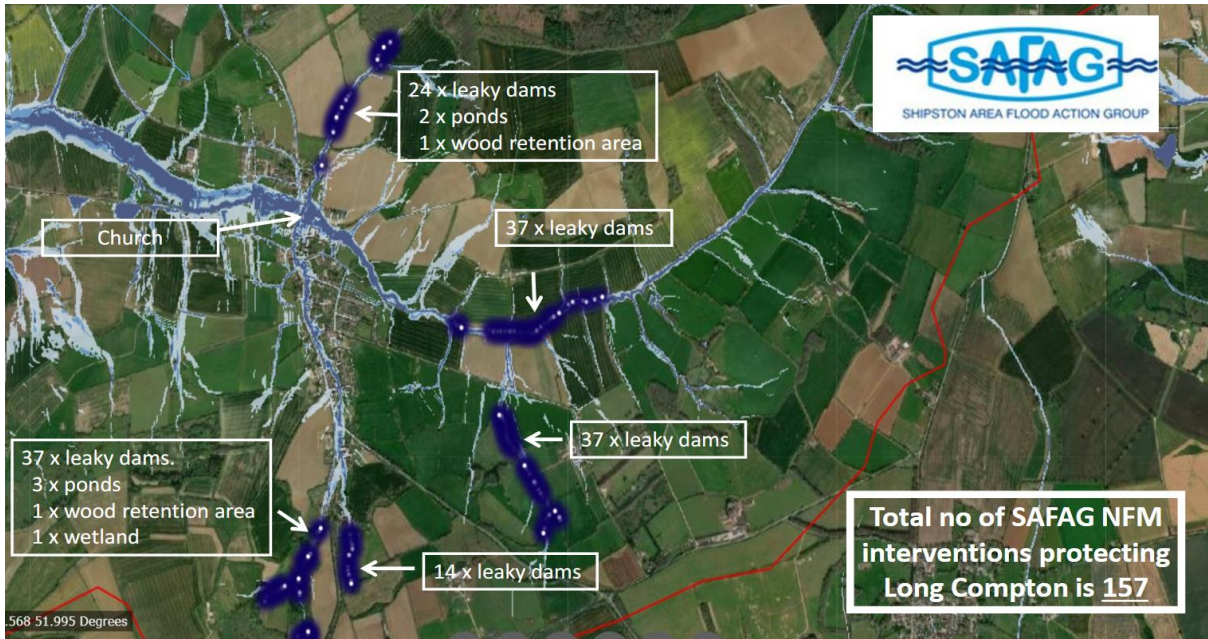 SAFAG
SHIPSTON AREA FLOOD ACTION GROUP
24 x leaky dams
2 x ponds
1 x wood retention area
Church
37 x leaky dams
37 x leaky dams
37 x leaky dams.
3 x ponds
1 x wood retention area
1 x wetland
14 x leaky dams
Total no of SAFAG NFM
interventions protecting
Long Compton is 157
.568 51.995 Degrees